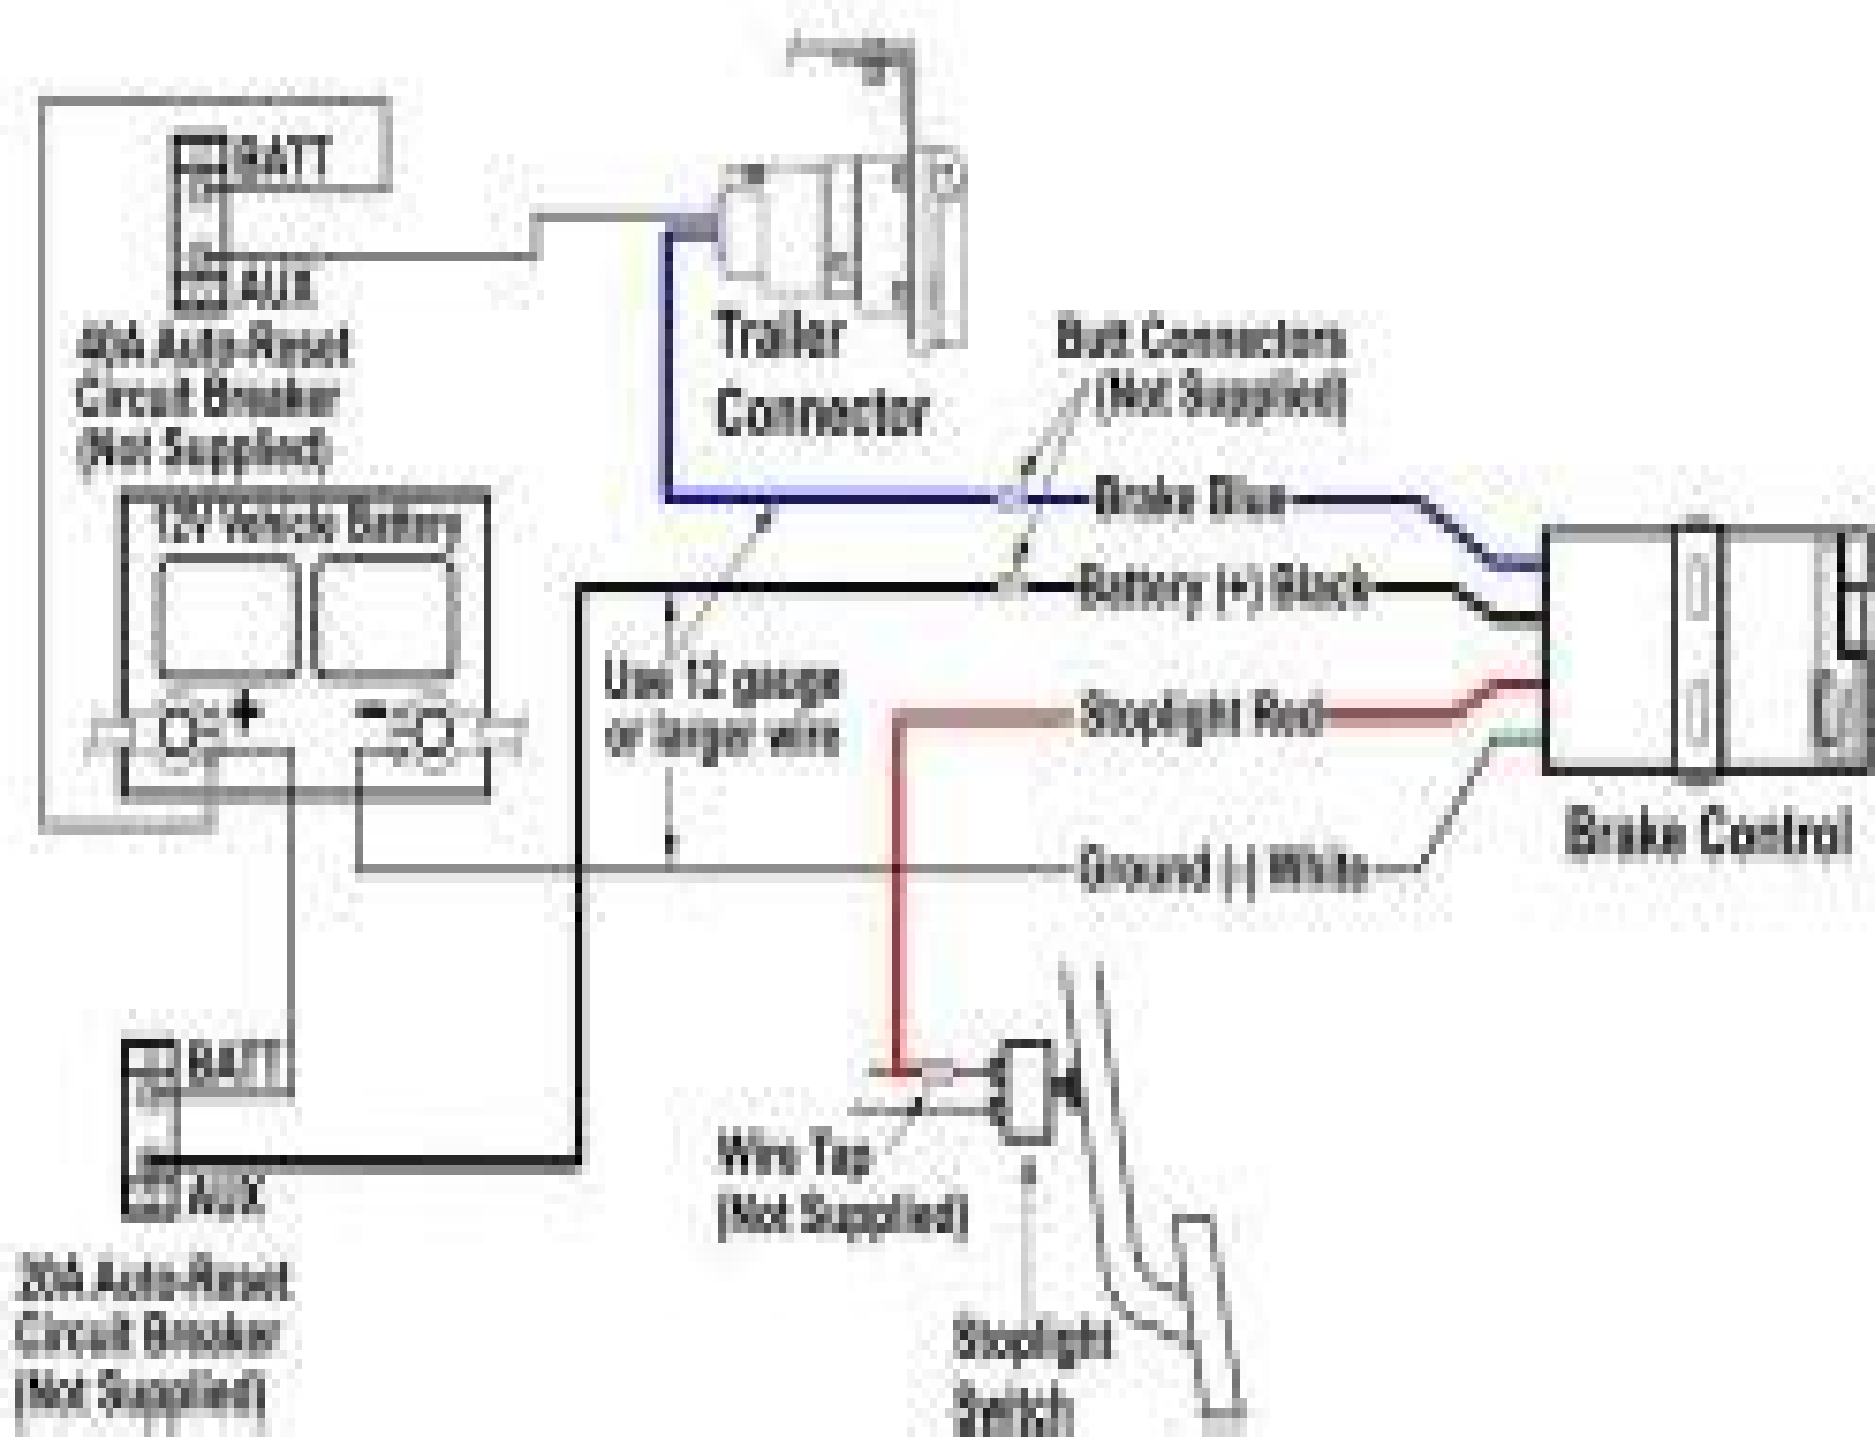 BATT
AUX
40A Auto-Reset
Circuit Breaker
(Not Supplied)
Trailer
Connector
Butt Connectors
(Not Supplied)
12V Vehicle Battery
+
-
Brake Blue
Battery (+) Black
Use 12 gauge
or larger wire
Stoplight Red
Ground (-) White
Brake Control
BATT
AUX
20A Auto-Reset
Circuit Breaker
(Not Supplied)
Wire Tap
(Not Supplied)
Stoplight
Switch